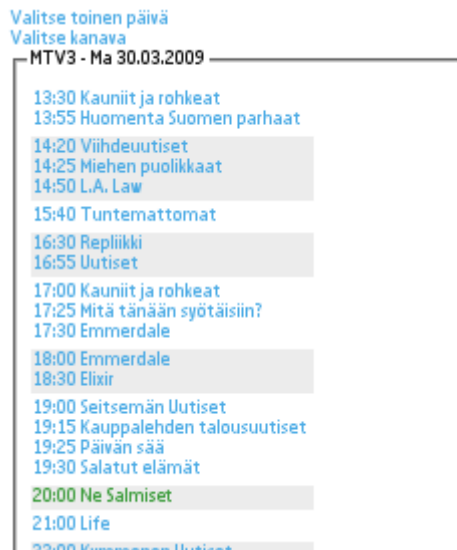 Valitse toinen päivä
Valitse kanava
MTV3 - Ma 30.03.2009
13:30 Kauniit ja rohkeat
13:55 Huomenta Suomen parhaat
14:20 Viihdeuutiset
14:25 Miehen puolikkaat
14:50 L.A. Law
15:40 Tuntemattomat
16:30 Repliikki
16:55 Uutiset
17:00 Kauniit ja rohkeat
17:25 Mitä tänään syötäisiin?
17:30 Emmerdale
18:00 Emmerdale
18:30 Elixir
19:00 Seitsemän Uutiset
19:15 Kauppalehden talousuutiset
19:25 Päivän sää
19:30 Salatut elämät
20:00 Ne Salmiset
21:00 Life
22:00 Kymmenen Uutiset